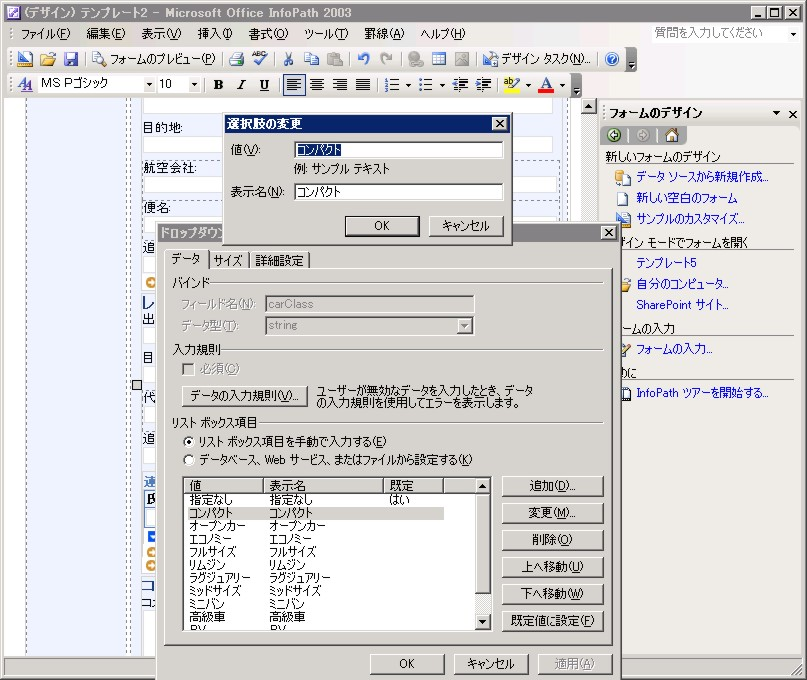 (デザイン) テンプレート2 - Microsoft Office InfoPath 2003
ファイル(F) 編集(E) 表示(V) 挿入(I) 書式(O) ツール(T) 罫線(A) ヘルプ(H) 質問を入力してください
フォームのプレビュー(P) デザイン タスク(N)...
MS Pゴシック 10 B I U
目的地:
航空会社:
便名:
選択肢の変更
値(V): コンパクト
例: サンプル テキスト
表示名(N): コンパクト
OK キャンセル
データ サイズ 詳細設定
バインド
フィールド名(N): carClass
データ型(T): string
入力規則
必須(C)
データの入力規則(V)...
ユーザーが無効なデータを入力したとき、データ
の入力規則を使用してエラーを表示します。
リスト ボックス項目
リスト ボックス項目を手動で入力する(E)
データベース、Web サービス、またはファイルから設定する(K)
値 表示名 既定
指定なし 指定なし はい
コンパクト コンパクト
オープンカー オープンカー
エコノミー エコノミー
フルサイズ フルサイズ
リムジン リムジン
ラグジュアリー ラグジュアリー
ミッドサイズ ミッドサイズ
ミニバン ミニバン
高級車 高級車
RV RV
追加(D)...
変更(M)...
削除(O)
上へ移動(U)
下へ移動(W)
既定値に設定(F)
OK キャンセル 適用(A)
フォームのデザイン
新しいフォームのデザイン
データ ソースから新規作成...
新しい空白のフォーム
サンプルのカスタマイズ...
イン モードでフォームを開く
テンプレート5
自分のコンピュータ...
SharePoint サイト...
ームの入力
フォームの入力...
InfoPath ツアーを開始する...